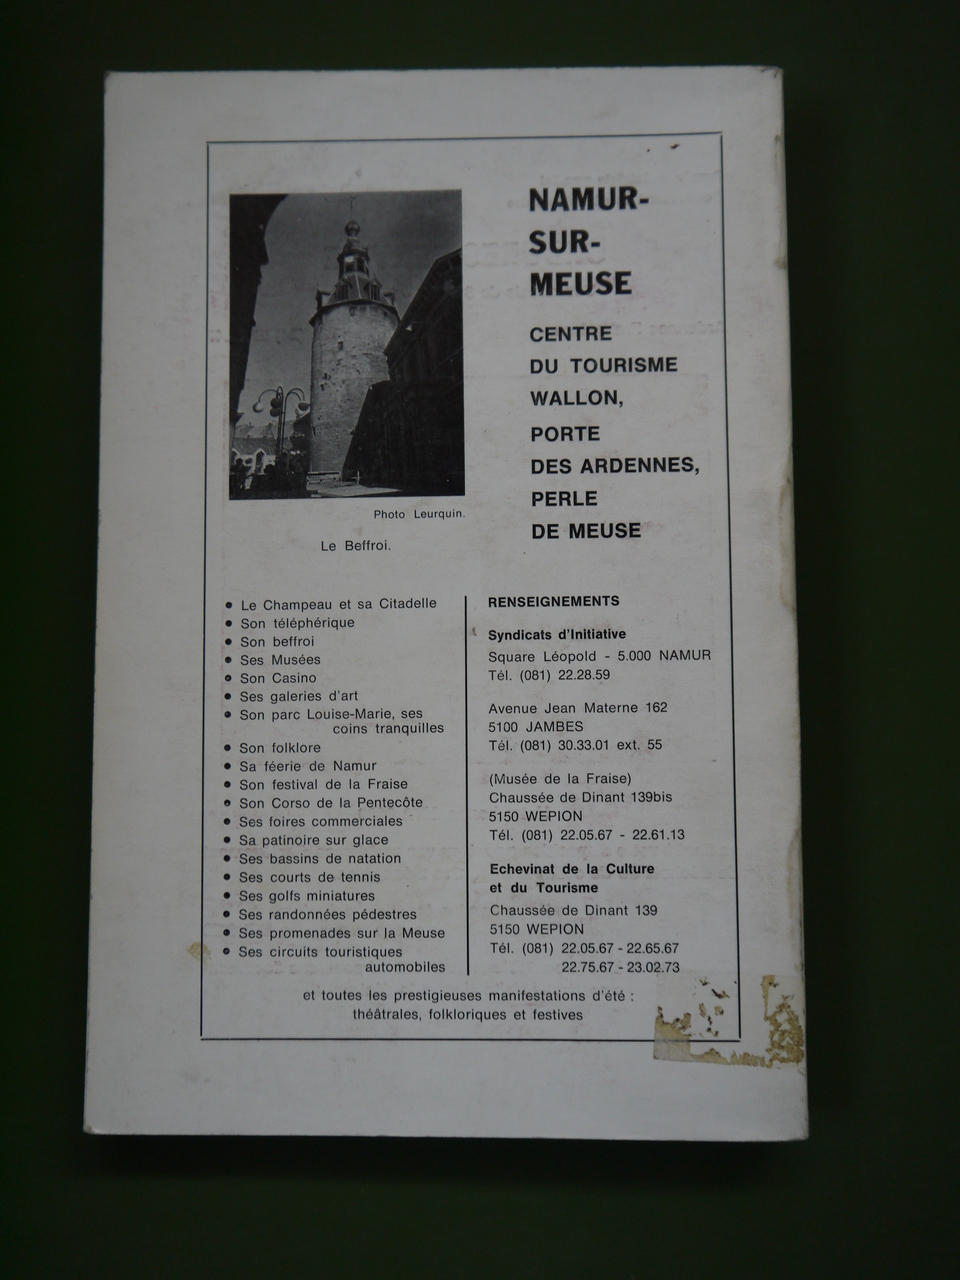 NAMUR-
SUR-
MEUSE
CENTRE
DU TOURISME
WALLON,
PORTE
DES ARDENNES,
PERLE
DE MEUSE
Photo Leurquin.
Le Beffroi.
• Le Champeau et sa Citadelle
• Son téléphérique
• Son beffroi
• Ses Musées
• Son Casino
• Ses galeries d'art
• Son parc Louise-Marie, ses
coins tranquilles
• Son folklore
• Sa féerie de Namur
• Son festival de la Fraise
• Son Corso de la Pentecôte
• Ses foires commerciales
• Sa patinoire sur glace
• Ses bassins de natation
• Ses courts de tennis
• Ses golfs miniatures
• Ses randonnées pédestres
• Ses promenades sur la Meuse
• Ses circuits touristiques
automobiles
RENSEIGNEMENTS
Syndicats d'Initiative
Square Léopold - 5.000 NAMUR
Tél. (081) 22.28.59
Avenue Jean Materne 162
5100 JAMBES
Tél. (081) 30.33.01 ext. 55
(Musée de la Fraise)
Chaussée de Dinant 139bis
5150 WEPION
Tél. (081) 22.05.67 - 22.61.13
Echevinat de la Culture
et du Tourisme
Chaussée de Dinant 139
5150 WEPION
Tél. (081) 22.05.67 - 22.65.67
22.75.67 - 23.02.73
et toutes les prestigieuses manifestations d'été :
théâtrales, folkloriques et festives